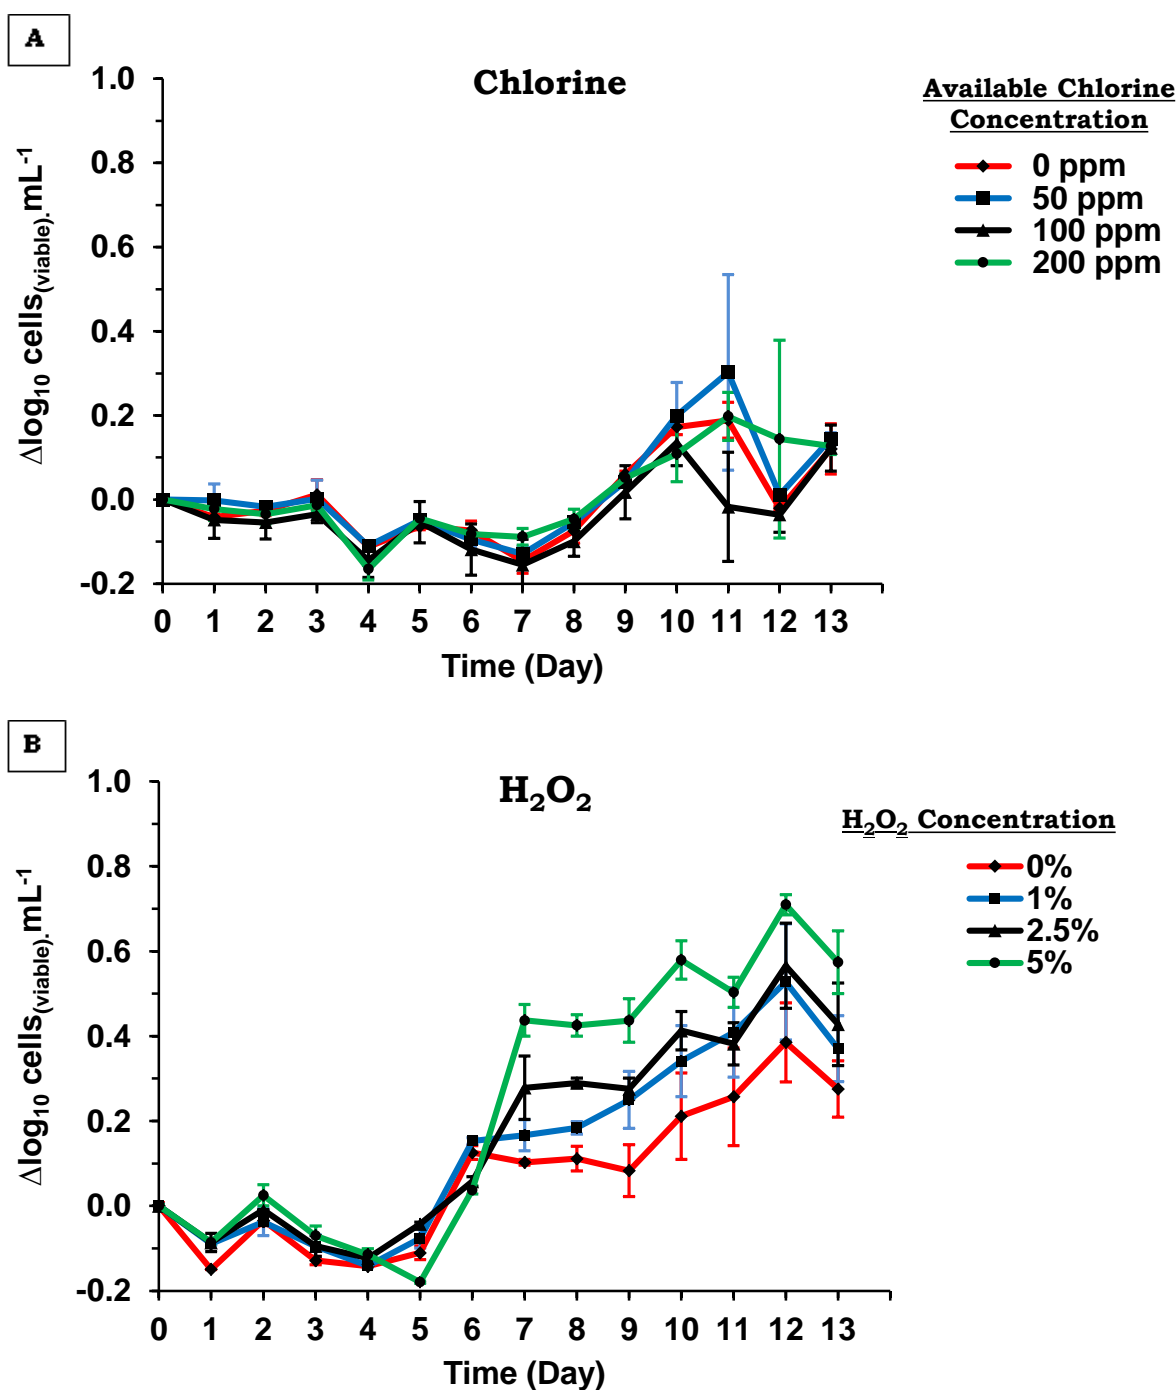 A
Chlorine
Available Chlorine
Concentration
0 ppm
50 ppm
100 ppm
200 ppm
1.0
0.8
0.6
0.4
0.2
0.0
-0.2
Δlog₁₀ cells₍viable₎.mL⁻¹
0 1 2 3 4 5 6 7 8 9 10 11 12 13
Time (Day)
B
H₂O₂
H₂O₂ Concentration
0%
1%
2.5%
5%
1.0
0.8
0.6
0.4
0.2
0.0
-0.2
Δlog₁₀ cells₍viable₎.mL⁻¹
0 1 2 3 4 5 6 7 8 9 10 11 12 13
Time (Day)